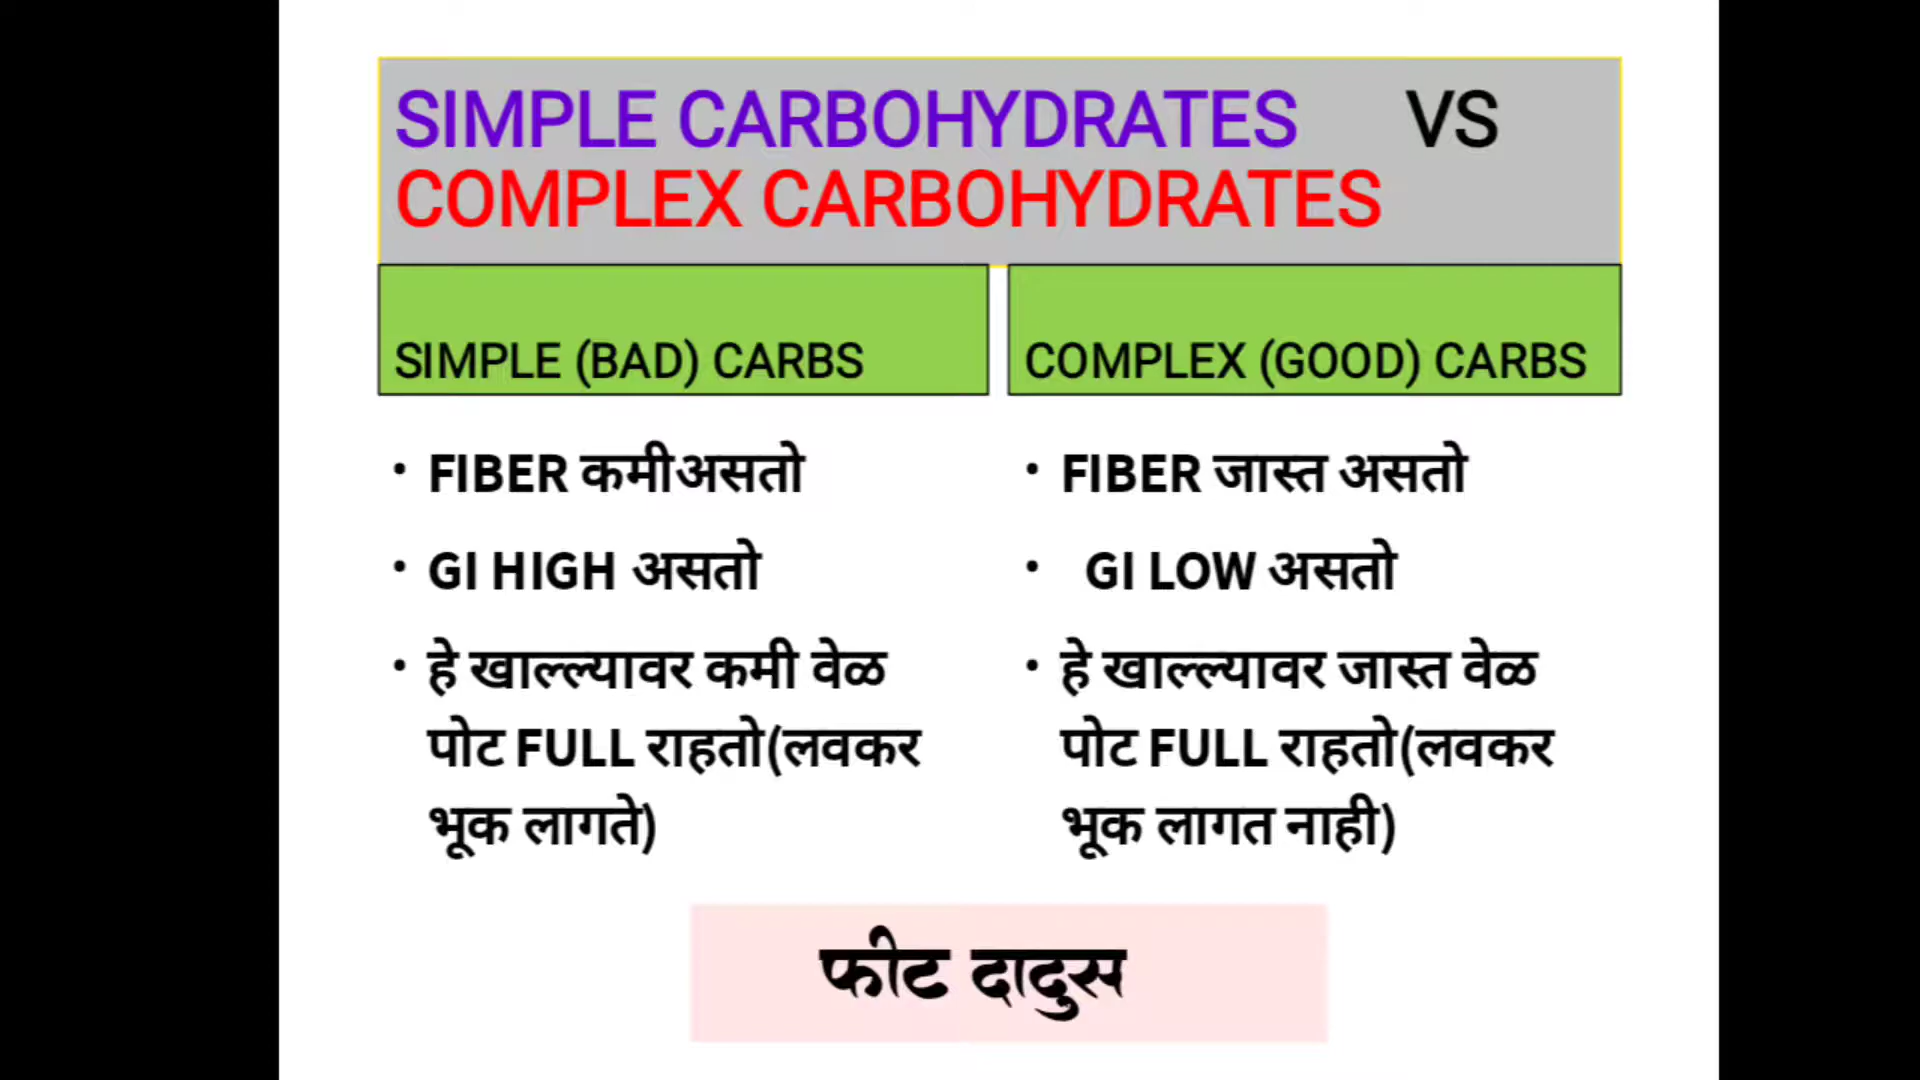 SIMPLE CARBOHYDRATES VS
COMPLEX CARBOHYDRATES
SIMPLE (BAD) CARBS
• FIBER कमीअसतो
• GI HIGH असतो
• हे खाल्ल्यावर कमी वेळ
पोट FULL राहतो(लवकर
भूक लागते)
COMPLEX (GOOD) CARBS
• FIBER जास्त असतो
• GI LOW असतो
• हे खाल्ल्यावर जास्त वेळ
पोट FULL राहतो(लवकर
भूक लागत नाही)
फीट दादुस